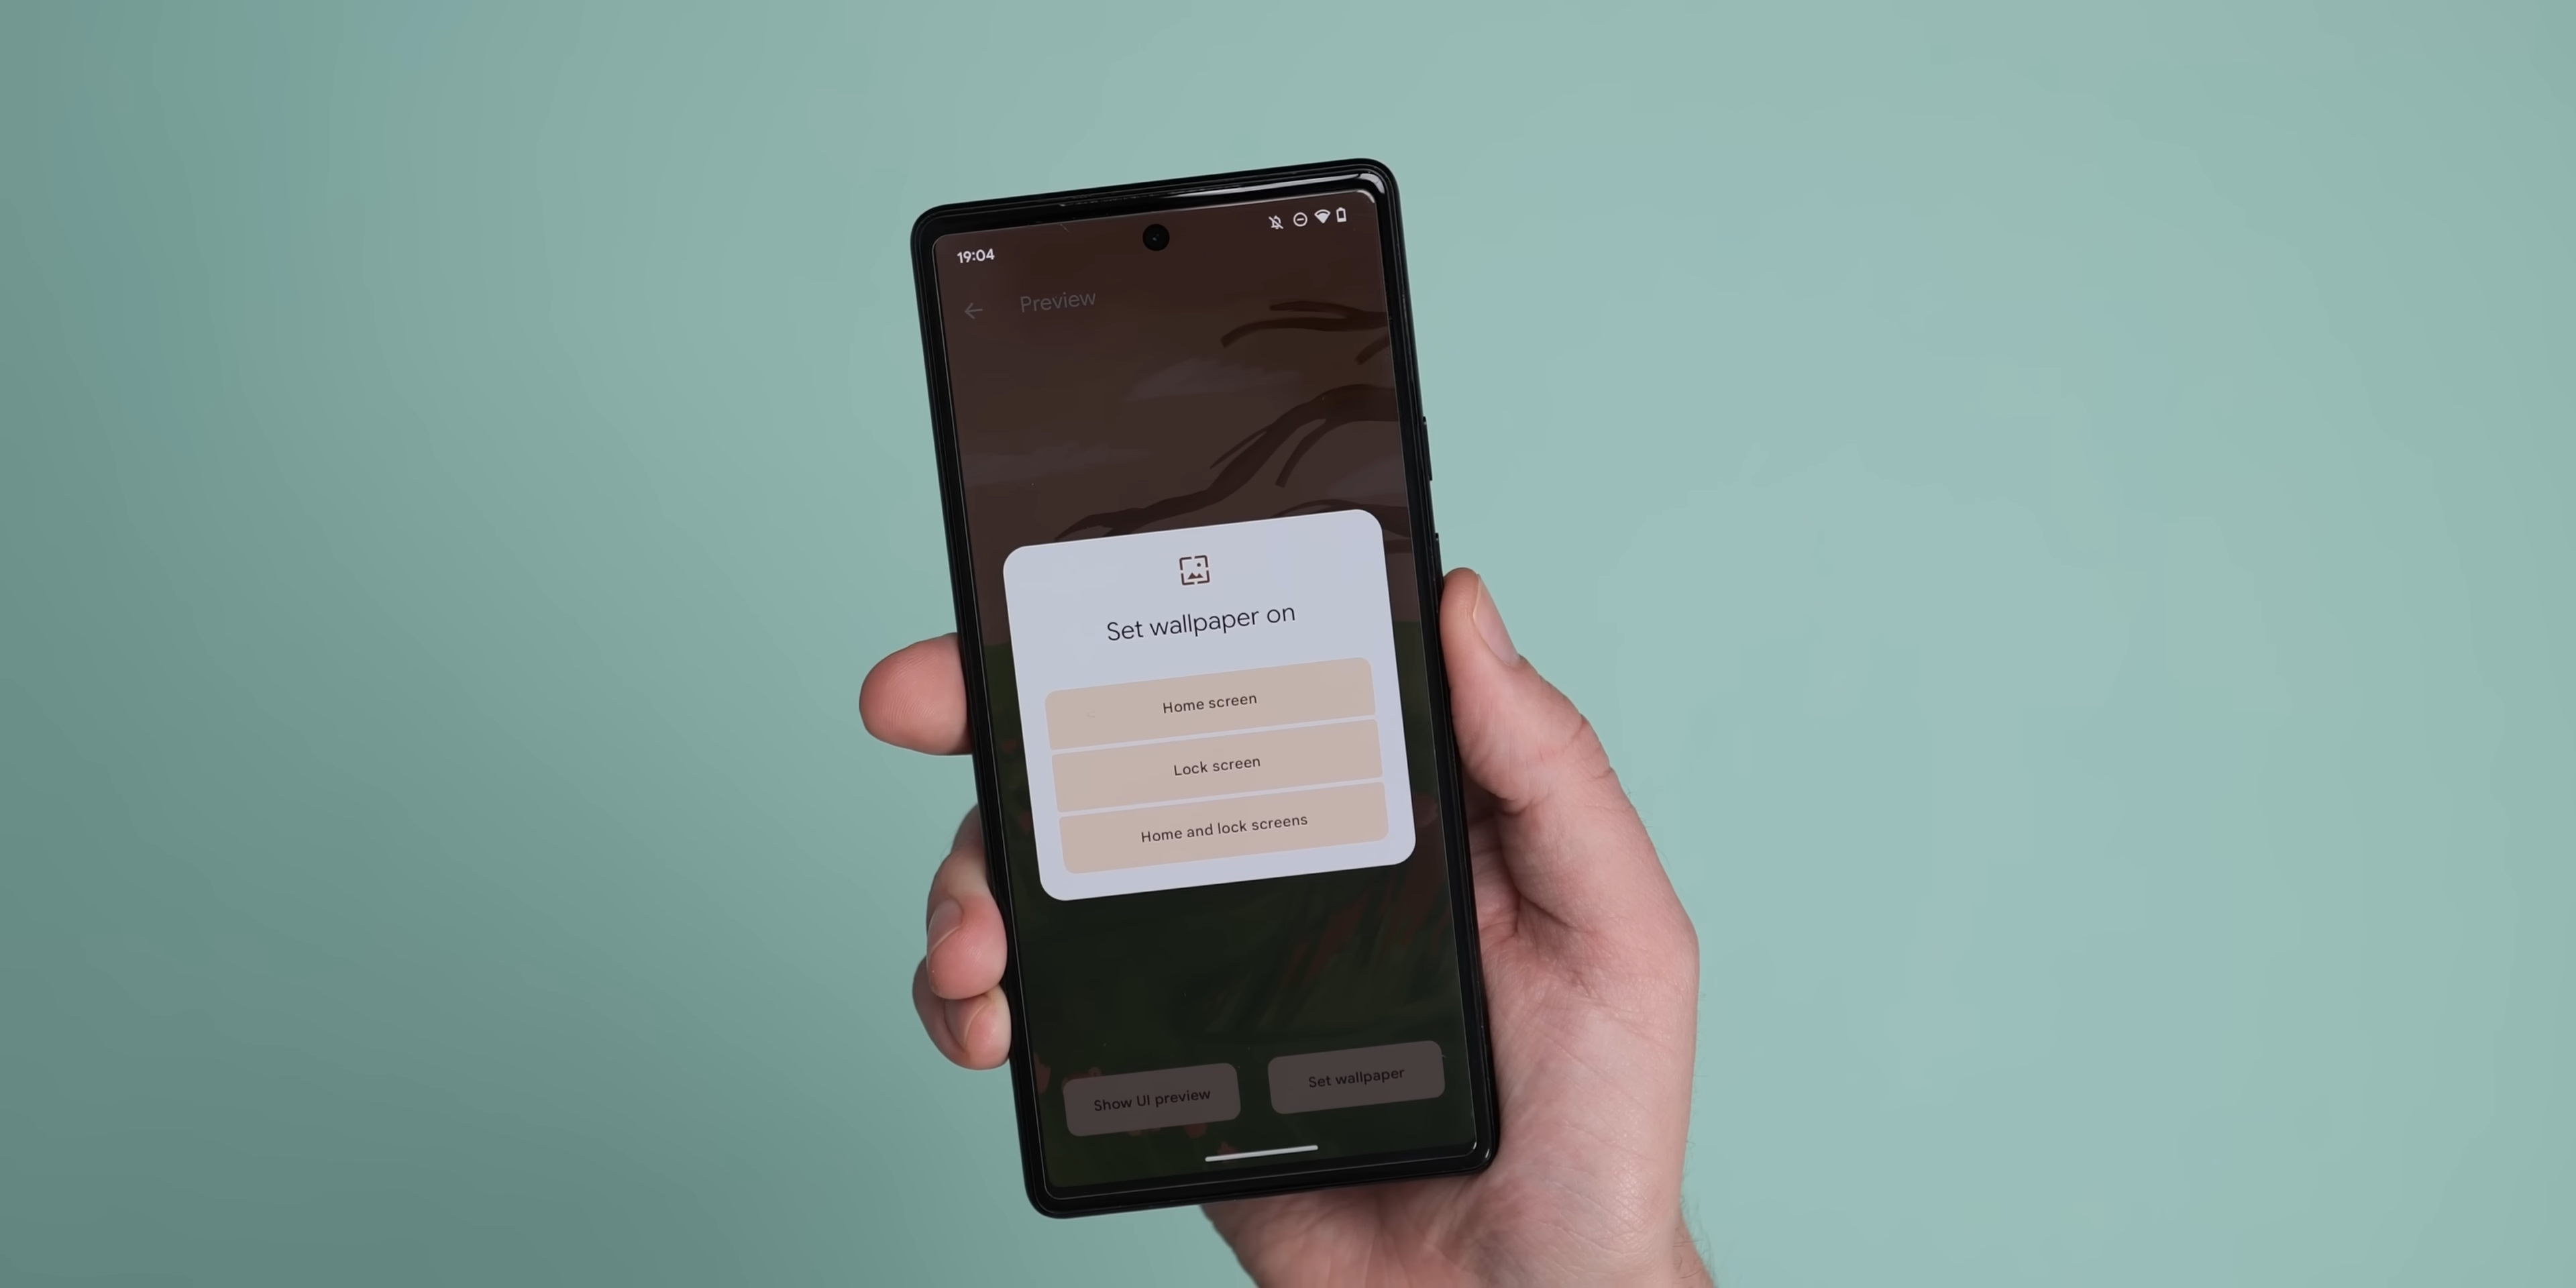 19:04
Preview
Set wallpaper on
Home screen
Lock screen
Home and lock screens
Show UI preview
Set wallpaper